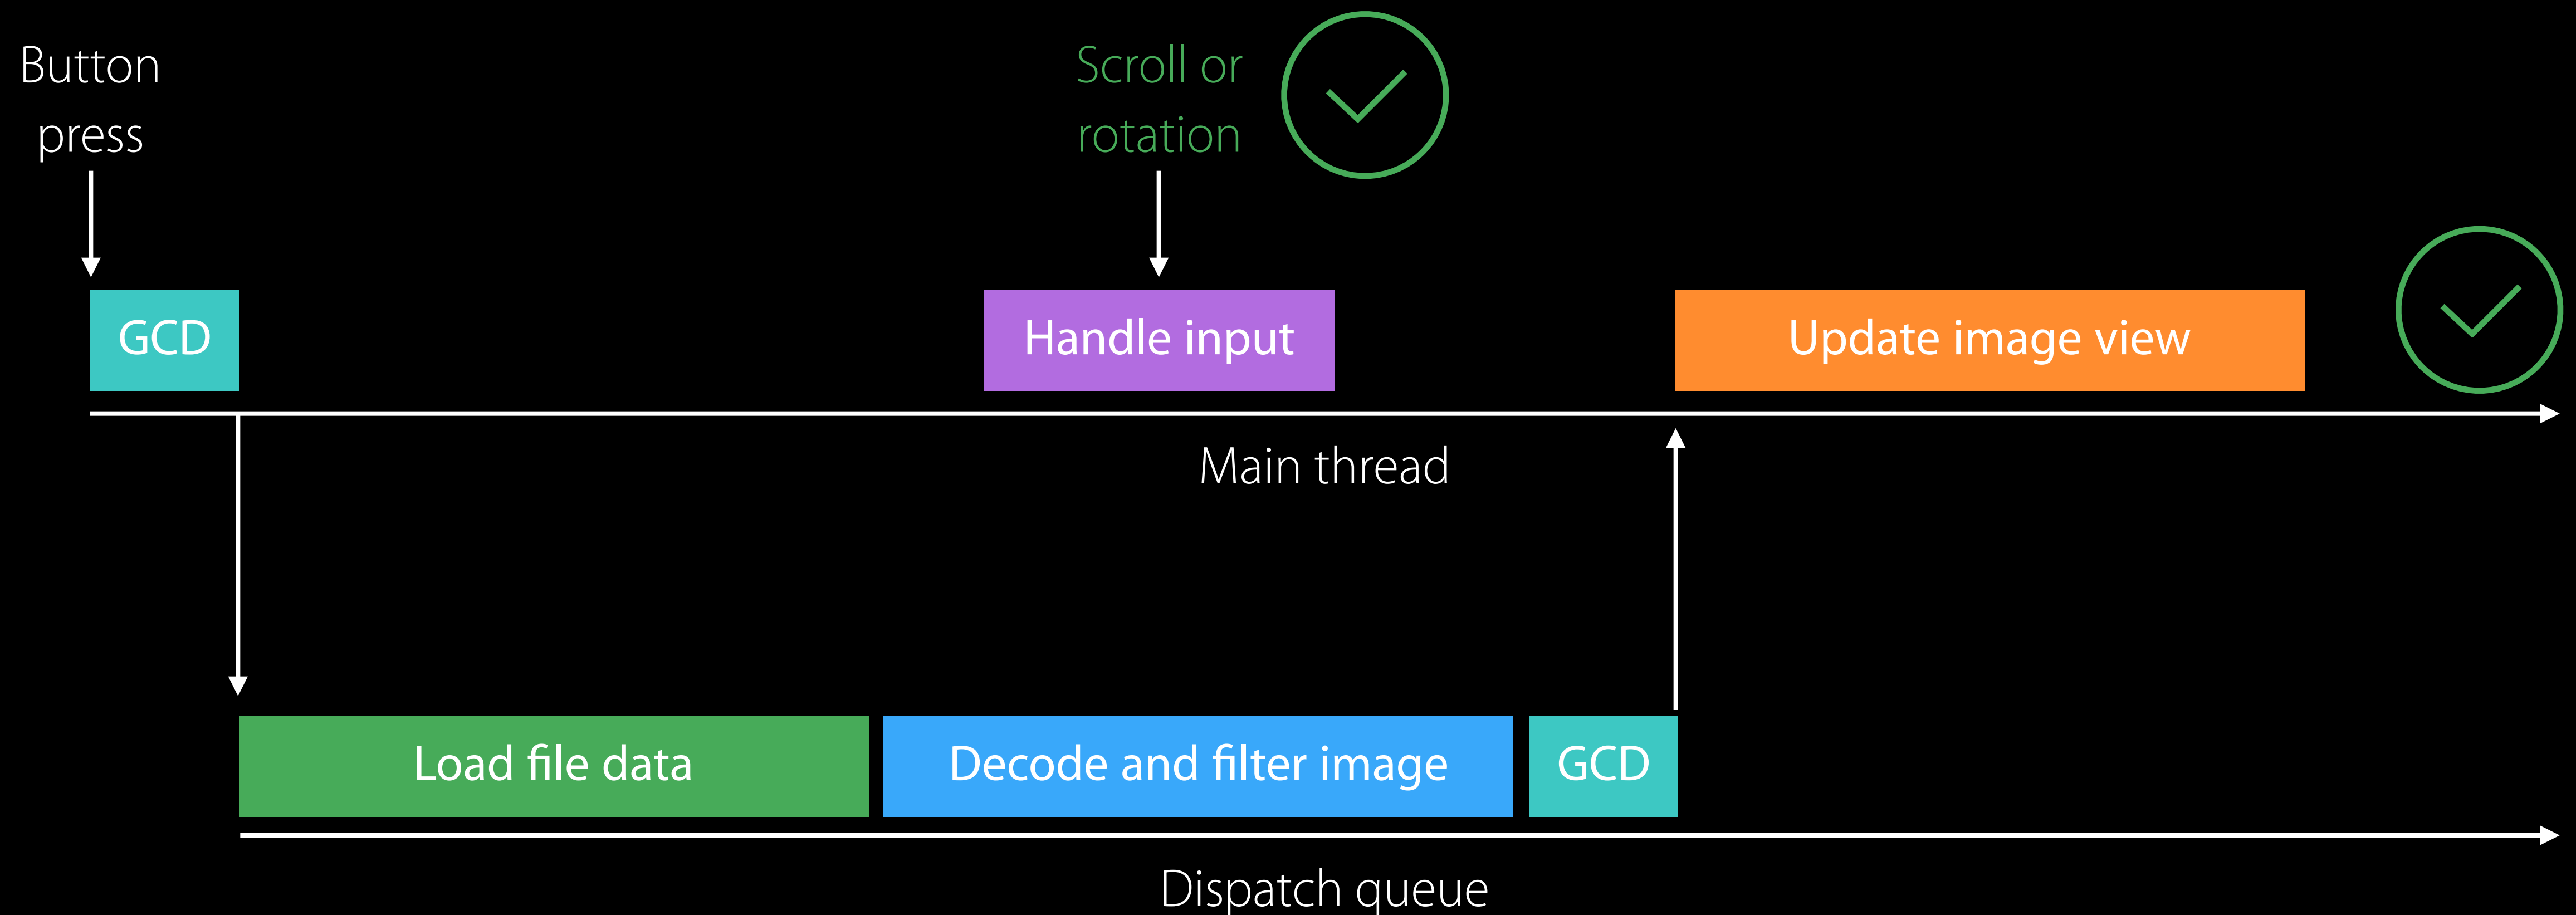 Button
press
Scroll or
rotation
GCD
Handle input
Update image view
Main thread
Load file data
Decode and filter image
GCD
Dispatch queue